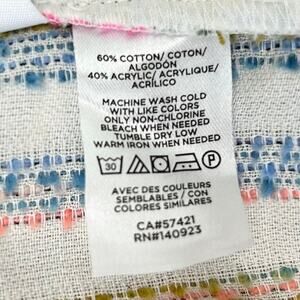 60% COTTON/ COTON/
ALGODON
40% ACRYLIC/ ACRYLIQUE/
ACRÍLICO
MACHINE WASH COLD
WITH LIKE COLORS
ONLY NON-CHLORINE
BLEACH WHEN NEEDED
TUMBLE DRY LOW
WARM IRON WHEN NEEDED
30 P
AVEC DES COULEURS
SEMBLABLES / CON
COLORES SIMILARES
CA#57421
RN#140923